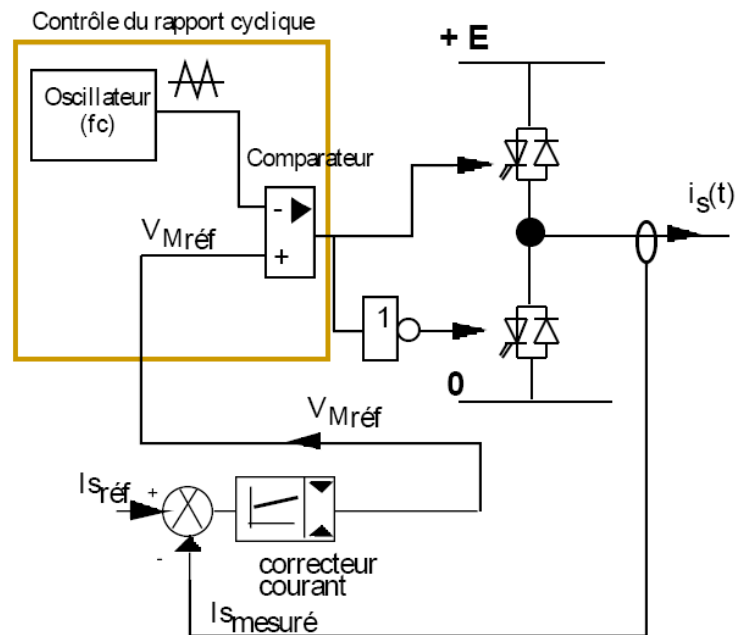 Contrôle du rapport cyclique
+ E
Oscillateur
(fc)
Comparateur
is(t)
-
VMréf
+
1
0
VMréf
Isréf
+
-
correcteur
courant
Ismesuré